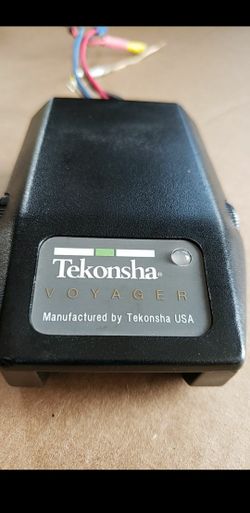 Tekonsha®
VOYAGER
Manufactured by Tekonsha USA